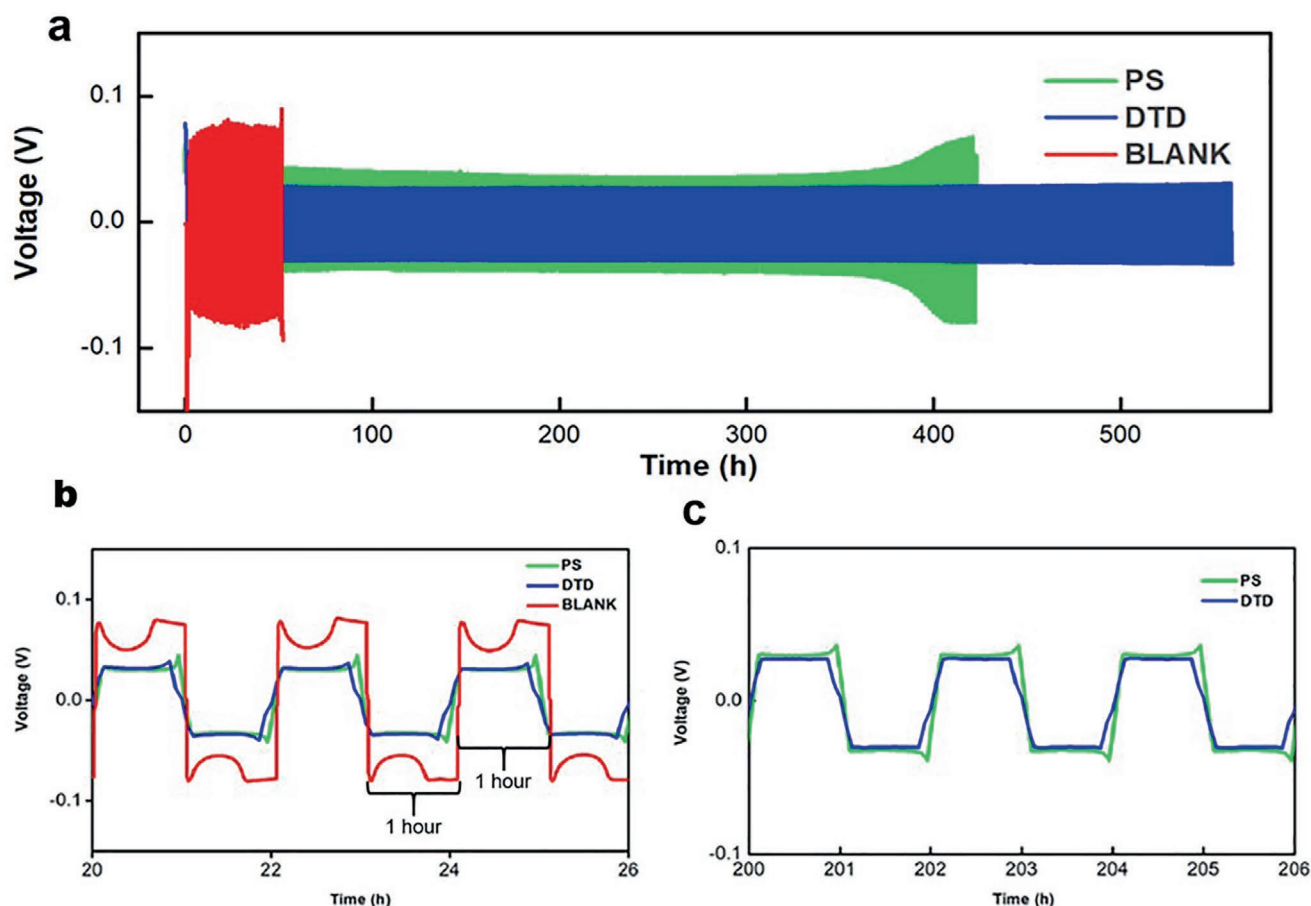 a
0.1
0.0
-0.1
Voltage (V)
PS
DTD
BLANK
0 100 200 300 400 500
Time (h)
b
0.1
0.0
-0.1
Voltage (V)
PS
DTD
BLANK
1 hour
1 hour
20 22 24 26
Time (h)
c
0.1
0.0
-0.1
Voltage (V)
PS
DTD
200 201 202 203 204 205 206
Time (h)